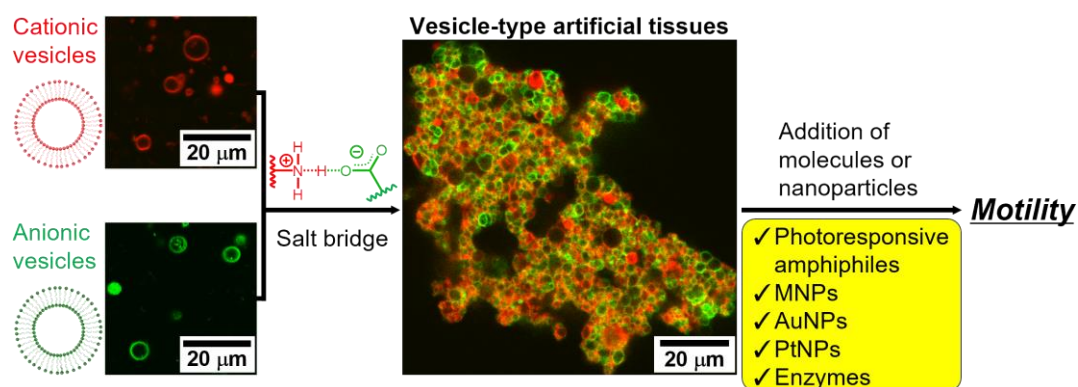 Cationic
vesicles
20 μm
Anionic
vesicles
20 μm
H
⊕
N
H
H
O
O
⊖
Salt bridge
Vesicle-type artificial tissues
20 μm
Addition of
molecules or
nanoparticles
✓Photoresponsive
amphiphiles
✓MNPs
✓AuNPs
✓PtNPs
✓Enzymes
Motility